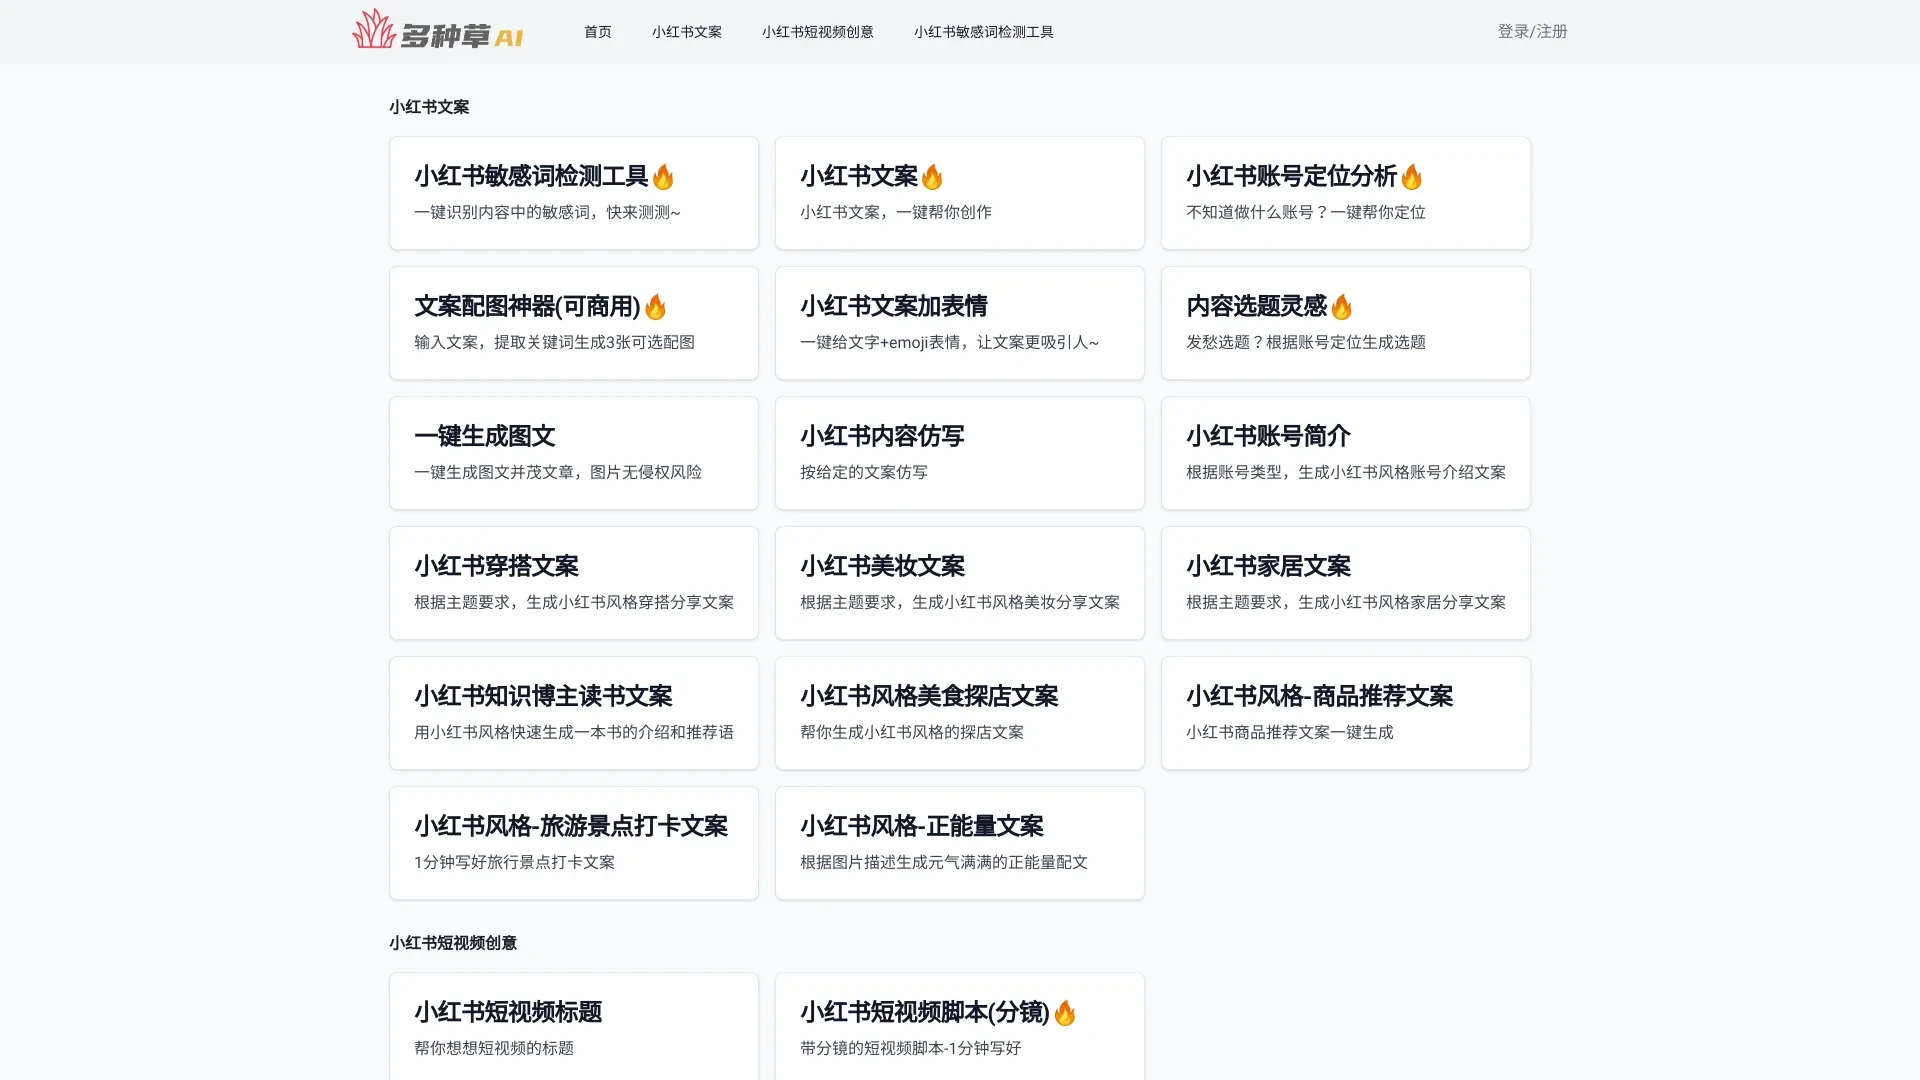 多种草AI
首页
小红书文案
小红书短视频创意
小红书敏感词检测工具
登录/注册
小红书文案
小红书敏感词检测工具🔥
一键识别内容中的敏感词，快来测测~
小红书文案🔥
小红书文案，一键帮你创作
小红书账号定位分析🔥
不知道做什么账号？一键帮你定位
文案配图神器(可商用)🔥
输入文案，提取关键词生成3张可选配图
小红书文案加表情
一键给文字+emoji表情，让文案更吸引人~
内容选题灵感🔥
发愁选题？根据账号定位生成选题
一键生成图文
一键生成图文并茂文章，图片无侵权风险
小红书内容仿写
按给定的文案仿写
小红书账号简介
根据账号类型，生成小红书风格账号介绍文案
小红书穿搭文案
根据主题要求，生成小红书风格穿搭分享文案
小红书美妆文案
根据主题要求，生成小红书风格美妆分享文案
小红书家居文案
根据主题要求，生成小红书风格家居分享文案
小红书知识博主读书文案
用小红书风格快速生成一本书的介绍和推荐语
小红书风格美食探店文案
帮你生成小红书风格的探店文案
小红书风格-商品推荐文案
小红书商品推荐文案一键生成
小红书风格-旅游景点打卡文案
1分钟写好旅行景点打卡文案
小红书风格-正能量文案
根据图片描述生成元气满满的正能量配文
小红书短视频创意
小红书短视频标题
帮你想想短视频的标题
小红书短视频脚本(分镜)🔥
带分镜的短视频脚本-1分钟写好